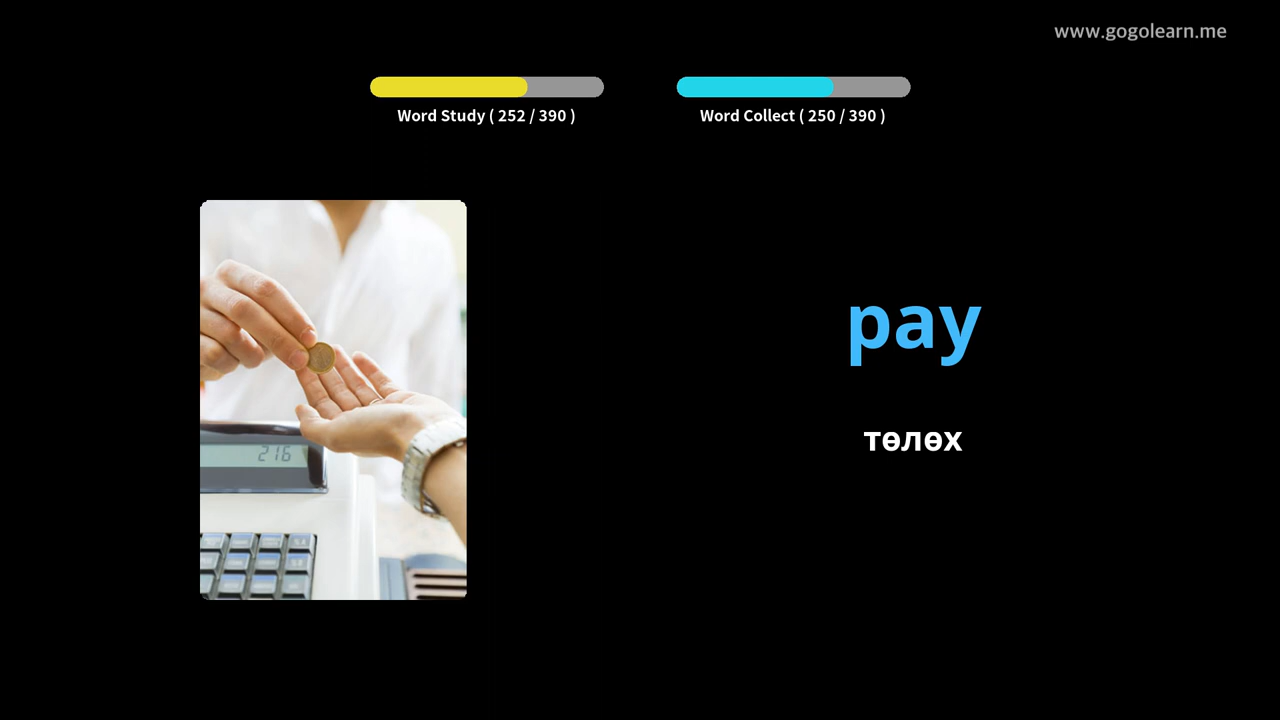 www.gogolearn.me
Word Study ( 252 / 390 )
Word Collect ( 250 / 390 )
pay
төлөх
216